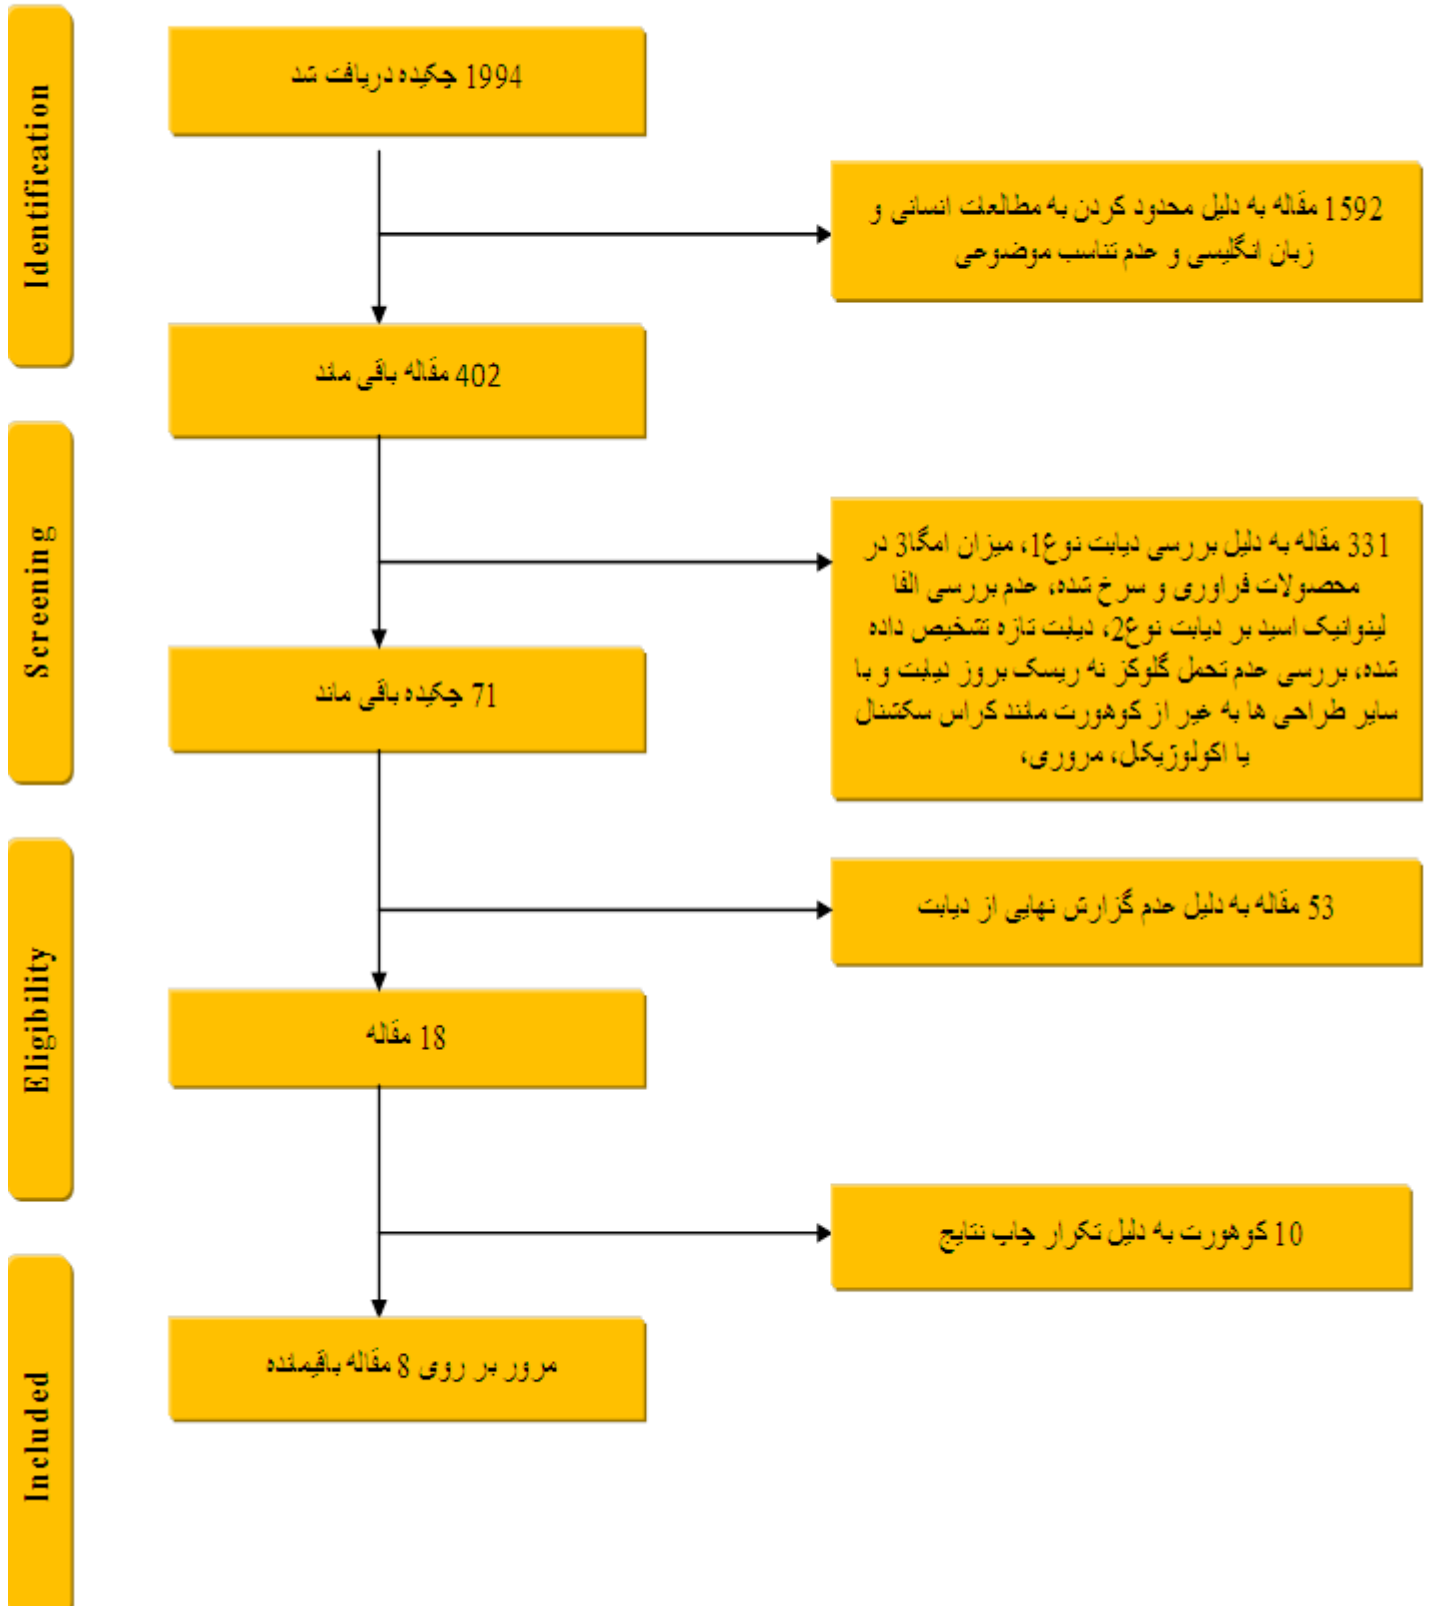 Identification
1994 چکیده دریافت شد
1592 مقاله به دلیل محدود کردن به مطالعات انسانی و
زبان انگلیسی و عدم تناسب موضوعی
402 مقاله باقی ماند
Screening
331 مقاله به دلیل بررسی دیابت نوع1، میزان امگا3 در
محصولات فراوری و سرخ شده، عدم بررسی الفا
لینوانیک اسید بر دیابت نوع2، دیابت تازه تشخیص داده
شده، بررسی عدم تحمل گلوکز نه ریسک بروز دیابت و با
سایر طراحی ها به غیر از کوهورت مانند کراس سکشنال
یا اکولوژیکل، مروری،
71 چکیده باقی ماند
Eligibility
53 مقاله به دلیل عدم گزارش نهایی از دیابت
18 مقاله
10 کوهورت به دلیل تکرار چاپ نتایج
Included
مرور بر روی 8 مقاله باقیمانده